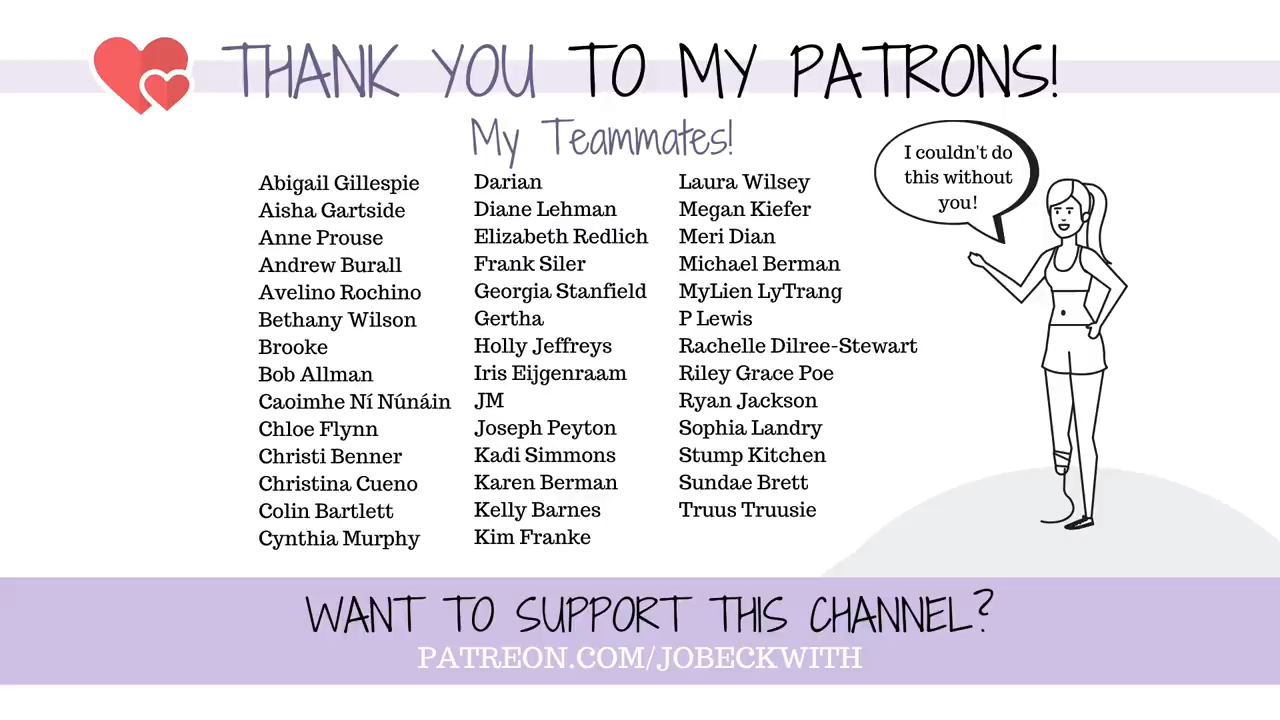 THANK YOU TO MY PATRONS!
My Teammates!
Abigail Gillespie
Aisha Gartside
Anne Prouse
Andrew Burall
Avelino Rochino
Bethany Wilson
Brooke
Bob Allman
Caoimhe Ní Núnáin
Chloe Flynn
Christi Benner
Christina Cueno
Colin Bartlett
Cynthia Murphy
Darian
Diane Lehman
Elizabeth Redlich
Frank Siler
Georgia Stanfield
Gertha
Holly Jeffreys
Iris Eijgenraam
JM
Joseph Peyton
Kadi Simmons
Karen Berman
Kelly Barnes
Kim Franke
Laura Wilsey
Megan Kiefer
Meri Dian
Michael Berman
MyLien LyTrang
P Lewis
Rachelle Dilree-Stewart
Riley Grace Poe
Ryan Jackson
Sophia Landry
Stump Kitchen
Sundae Brett
Truus Truusie
I couldn't do
this without
you!
WANT TO SUPPORT THIS CHANNEL?
PATREON.COM/JOBECKWITH